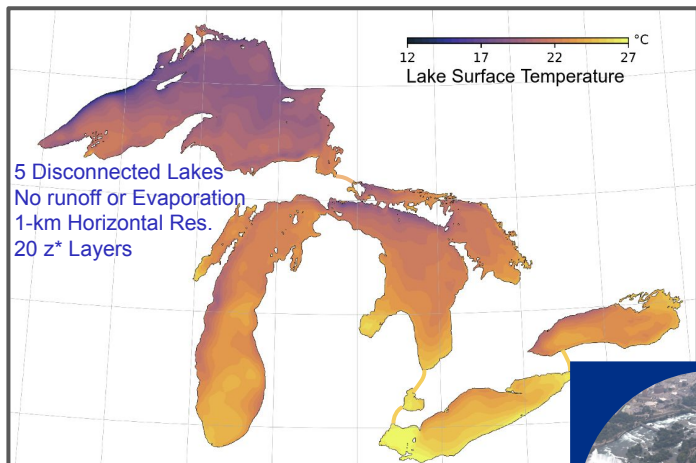 °C
12 17 22 27
Lake Surface Temperature
5 Disconnected Lakes
No runoff or Evaporation
1-km Horizontal Res.
20 z* Layers